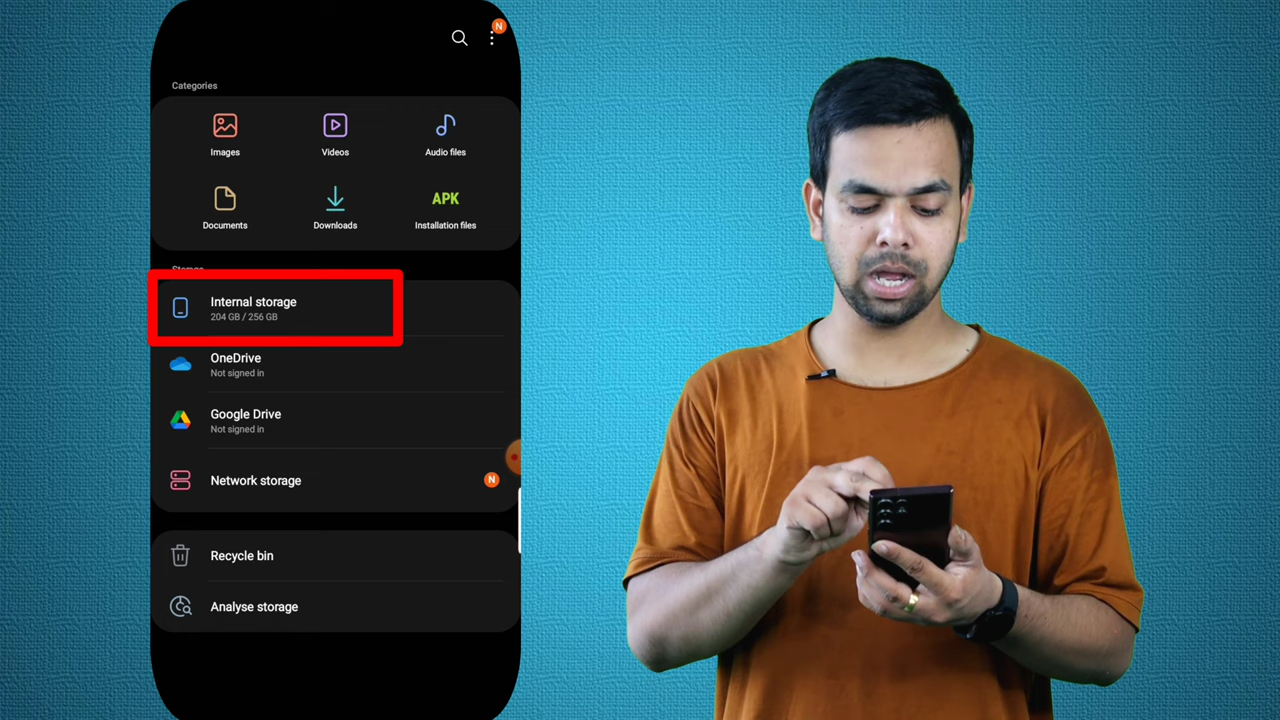 N
Categories
Images
Videos
Audio files
APK
Documents
Downloads
Installation files
Storage
Internal storage
204 GB / 256 GB
OneDrive
Not signed in
Google Drive
Not signed in
Network storage
N
Recycle bin
Analyse storage